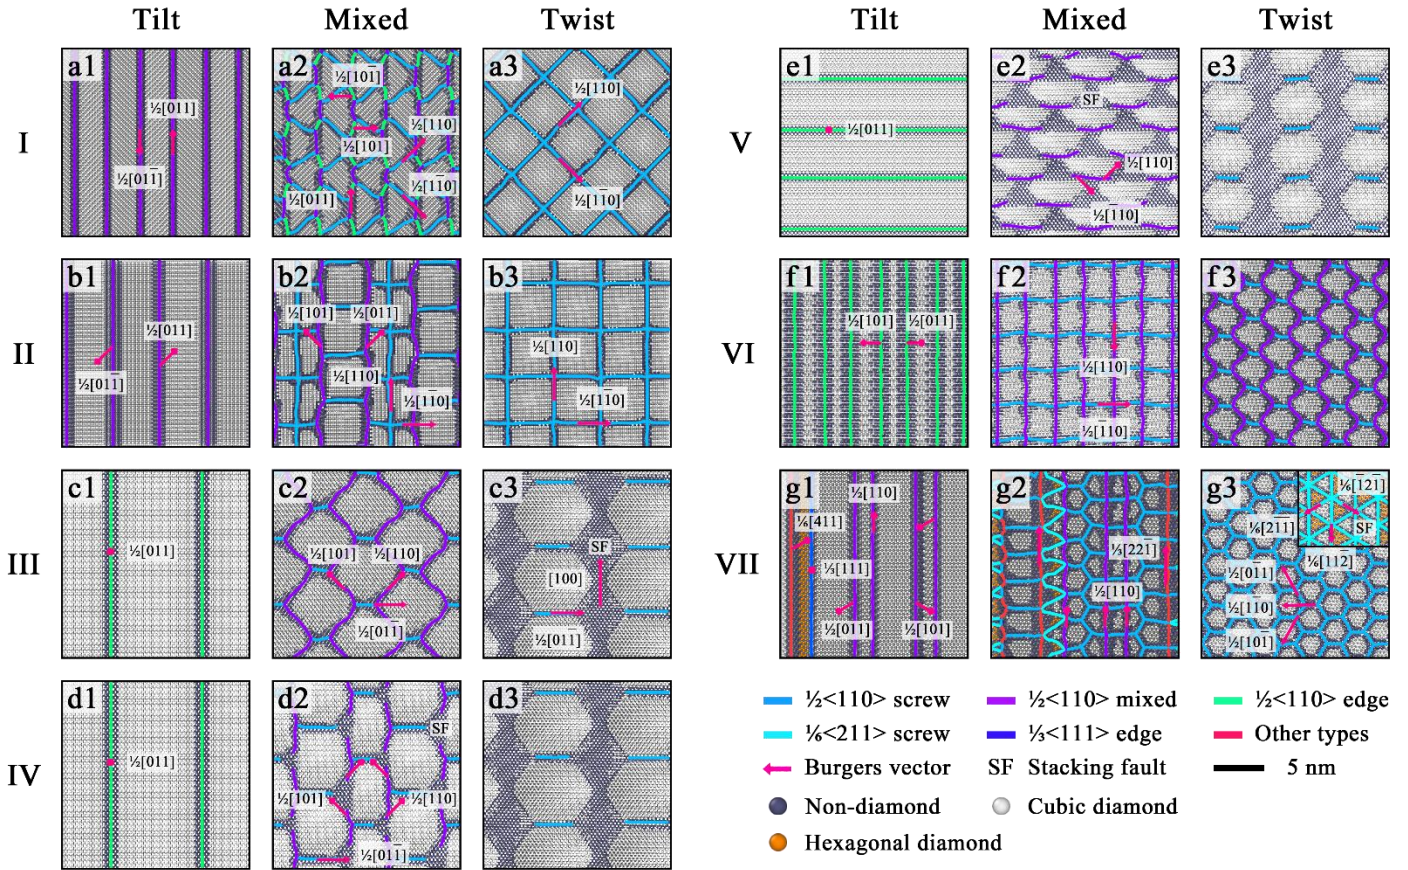 Tilt Mixed Twist Tilt Mixed Twist
I
a1
½[011]
½[011̄]
a2
½[101̄]
½[110]
½[101]
½[11̄0]
½[011]
a3
½[110]
½[11̄0]
V
e1
½[011]
e2
SF
½[110]
½[1̄10]
e3
II
b1
½[011]
½[011̄]
b2
½[101] ½[011]
½[110]
½[11̄0]
b3
½[110]
½[11̄0]
VI
f1
½[101] ½[011]
f2
½[110]
½[1̄10]
f3
III
c1
½[011]
c2
½[101] ½[110]
½[011̄]
c3
SF
[100]
½[011]
VII
g1
½[110]
⅙[411]
⅓[111]
½[011] ½[101]
g2
⅓[221̄]
½[110]
g3
⅙[1̄21̄]
⅙[21̄1̄]
SF
⅙[112̄]
½[01̄1]
½[11̄0]
½[101̄]
IV
d1
½[011]
d2
SF
½[101] ½[110]
½[011̄]
d3
½<110> screw ½<110> mixed ½<110> edge
⅙<211> screw ⅓<111> edge Other types
Burgers vector SF Stacking fault 5 nm
Non-diamond Cubic diamond
Hexagonal diamond